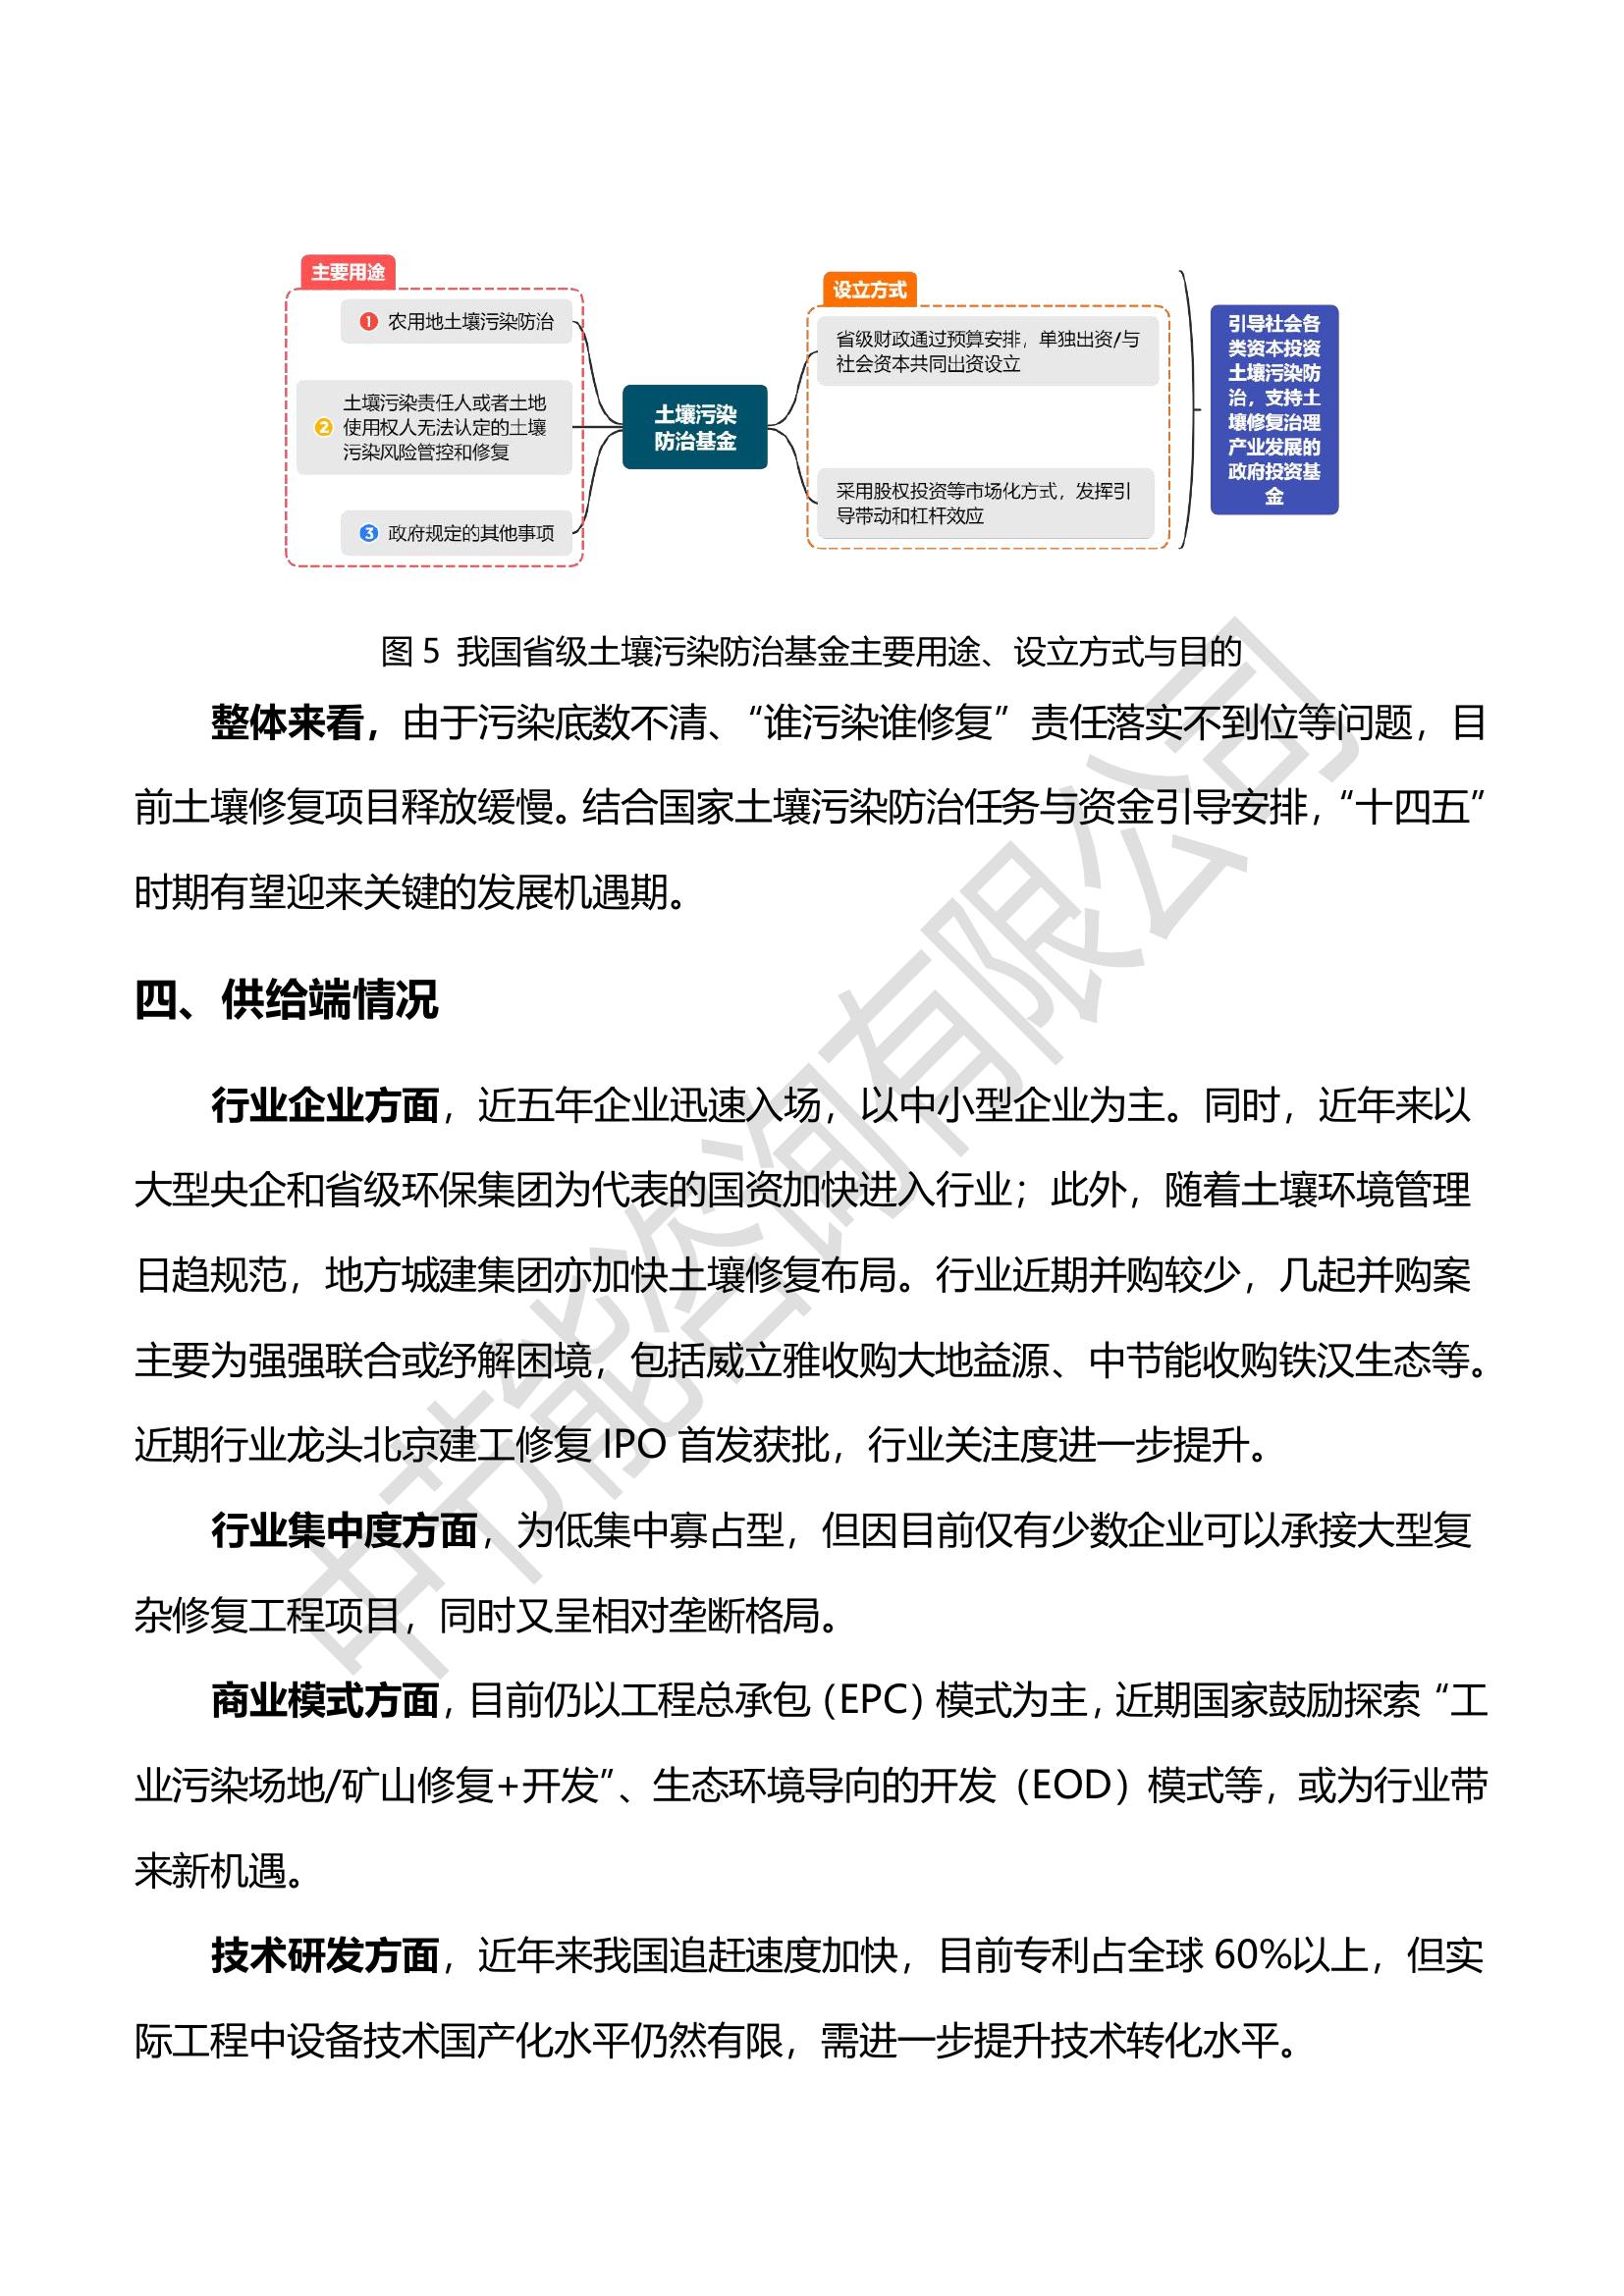 主要用途
1 农用地土壤污染防治
2 土壤污染责任人或者土地
使用权人无法认定的土壤
污染风险管控和修复
3 政府规定的其他事项
土壤污染
防治基金
设立方式
省级财政通过预算安排，单独出资/与
社会资本共同出资设立
采用股权投资等市场化方式，发挥引
导带动和杠杆效应
引导社会各
类资本投资
土壤污染防
治，支持土
壤修复治理
产业发展的
政府投资基
金
图 5 我国省级土壤污染防治基金主要用途、设立方式与目的
整体来看，由于污染底数不清、“谁污染谁修复”责任落实不到位等问题，目
前土壤修复项目释放缓慢。结合国家土壤污染防治任务与资金引导安排，“十四五”
时期有望迎来关键的发展机遇期。
四、供给端情况
行业企业方面，近五年企业迅速入场，以中小型企业为主。同时，近年来以
大型央企和省级环保集团为代表的国资加快进入行业；此外，随着土壤环境管理
日趋规范，地方城建集团亦加快土壤修复布局。行业近期并购较少，几起并购案
主要为强强联合或纾解困境，包括威立雅收购大地益源、中节能收购铁汉生态等。
近期行业龙头北京建工修复 IPO 首发获批，行业关注度进一步提升。
行业集中度方面，为低集中寡占型，但因目前仅有少数企业可以承接大型复
杂修复工程项目，同时又呈相对垄断格局。
商业模式方面，目前仍以工程总承包（EPC）模式为主，近期国家鼓励探索“工
业污染场地/矿山修复+开发”、生态环境导向的开发（EOD）模式等，或为行业带
来新机遇。
技术研发方面，近年来我国追赶速度加快，目前专利占全球 60%以上，但实
际工程中设备技术国产化水平仍然有限，需进一步提升技术转化水平。
中节能咨询有限公司